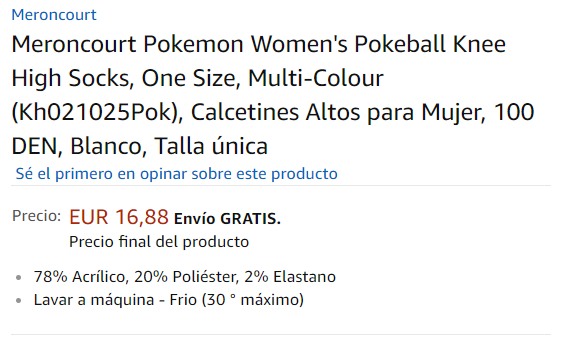 Meroncourt
Meroncourt Pokemon Women's Pokeball Knee
High Socks, One Size, Multi-Colour
(Kh021025Pok), Calcetines Altos para Mujer, 100
DEN, Blanco, Talla única
Sé el primero en opinar sobre este producto
Precio: EUR 16,88 Envío GRATIS.
Precio final del producto
• 78% Acrílico, 20% Poliéster, 2% Elastano
• Lavar a máquina - Frio (30 ° máximo)